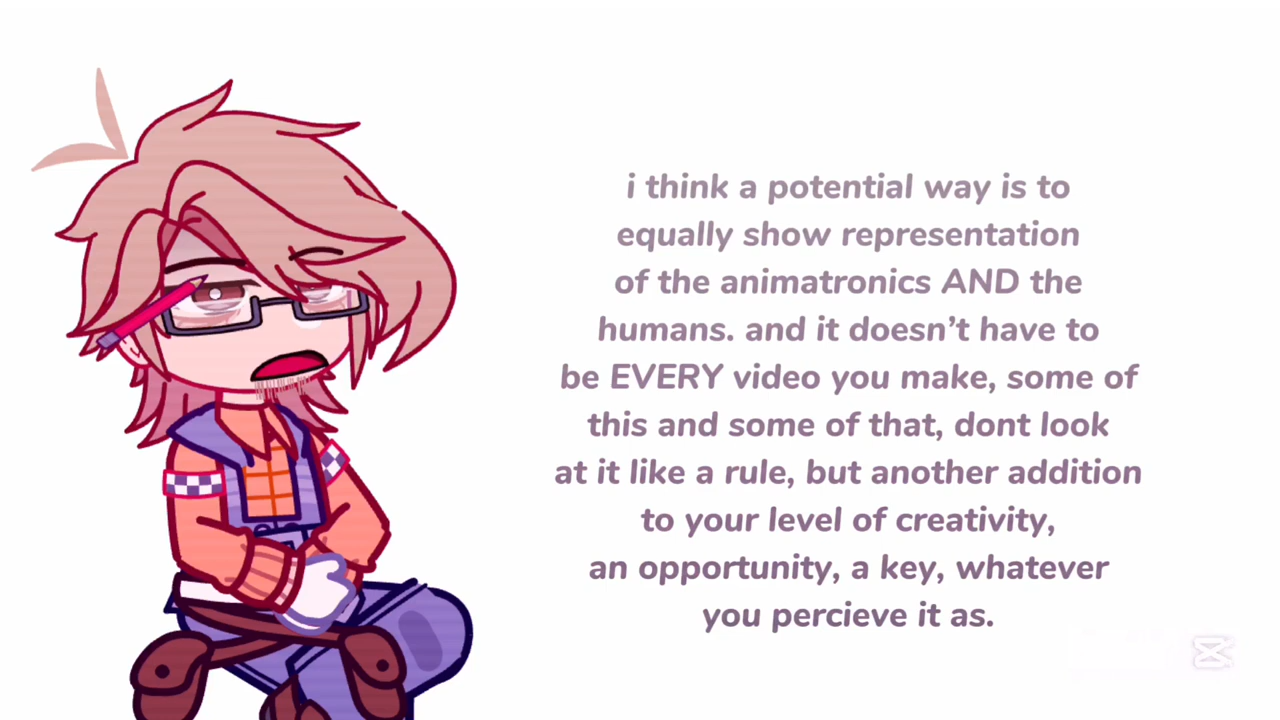 i think a potential way is to
equally show representation
of the animatronics AND the
humans. and it doesn't have to
be EVERY video you make, some of
this and some of that, dont look
at it like a rule, but another addition
to your level of creativity,
an opportunity, a key, whatever
you percieve it as.